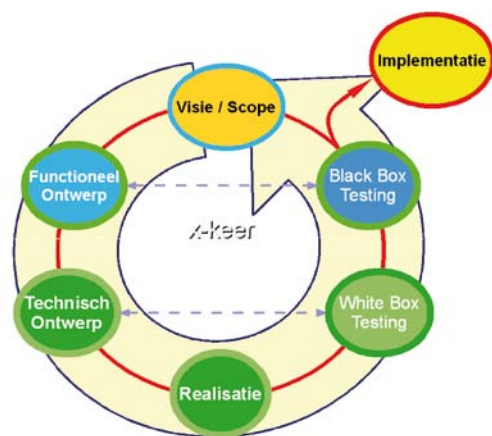 Implementatie
Visie / Scope
Functioneel
Ontwerp
Black Box
Testing
x-keer
Technisch
Ontwerp
White Box
Testing
Realisatie